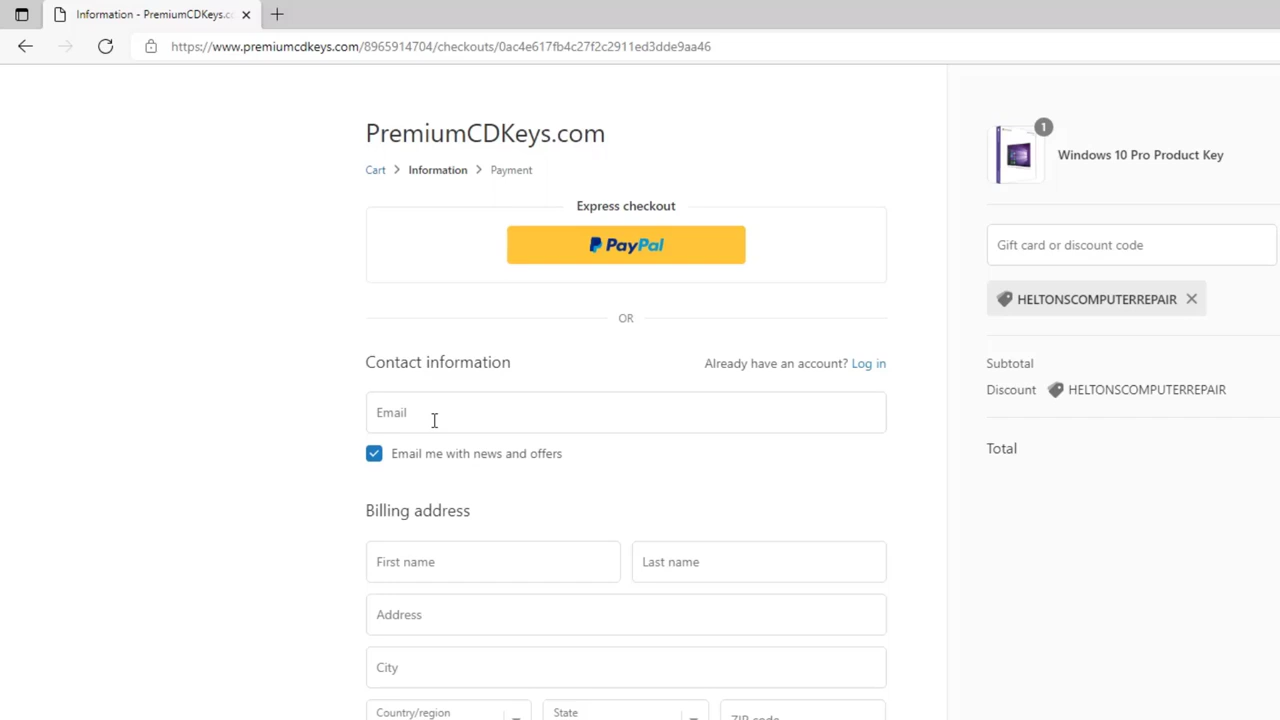 Information - PremiumCDKeys.c
https://www.premiumcdkeys.com/8965914704/checkouts/0ac4e617fb4c27f2c2911ed3dde9aa46
PremiumCDKeys.com
Cart > Information > Payment
Express checkout
PayPal
OR
Contact information
Already have an account? Log in
Email
Email me with news and offers
Billing address
First name
Last name
Address
City
Country/region
State
ZIP code
1
Windows 10 Pro Product Key
Gift card or discount code
HELTONSCOMPUTERREPAIR
Subtotal
Discount HELTONSCOMPUTERREPAIR
Total